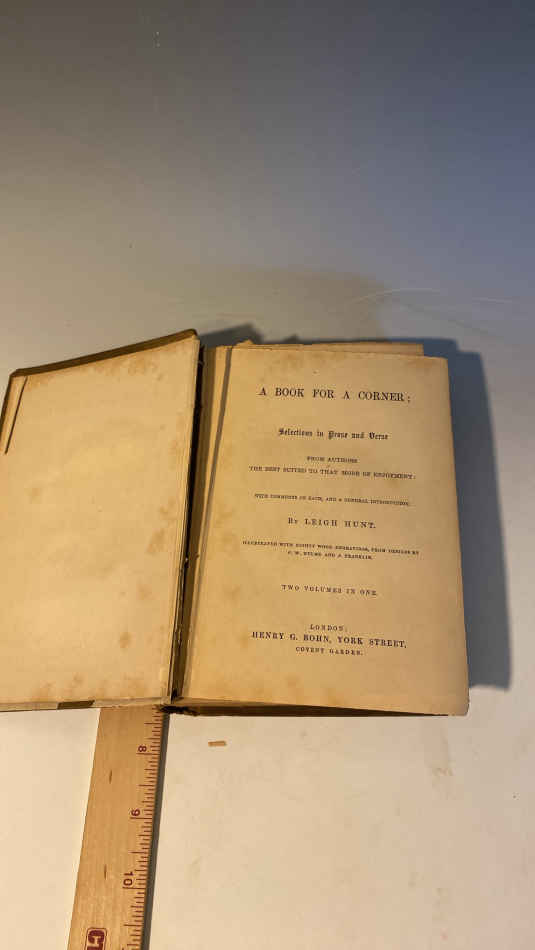 A BOOK FOR A CORNER;
Selections in Prose and Verse
FROM AUTHORS
THE BEST SUITED TO THAT MODE OF ENJOYMENT:
WITH COMMENTS ON EACH, AND A GENERAL INTRODUCTION.
BY LEIGH HUNT.
ILLUSTRATED WITH EIGHTY WOOD ENGRAVINGS, FROM DESIGNS BY
F. W. HULME AND J. FRANKLIN.
TWO VOLUMES IN ONE.
LONDON:
HENRY G. BOHN, YORK STREET,
COVENT GARDEN.
8
9
10
H